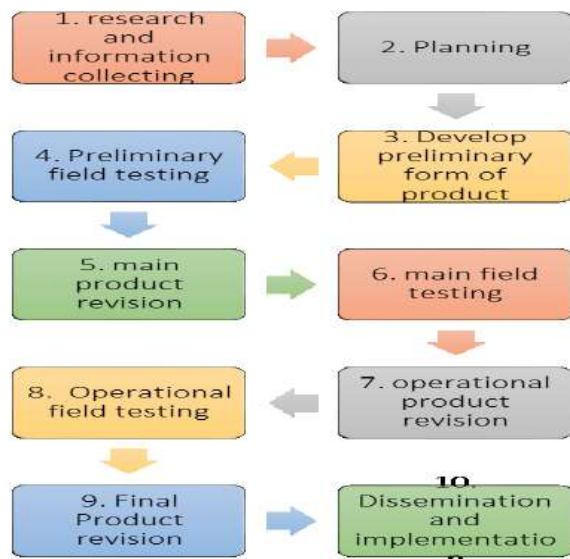 1. research
and
information
collecting
2. Planning
3. Develop
preliminary
form of
product
4. Preliminary
field testing
5. main
product
revision
6. main field
testing
7. operational
product
revision
8. Operational
field testing
9. Final
Product
revision
10.
Dissemination
and
implementatio